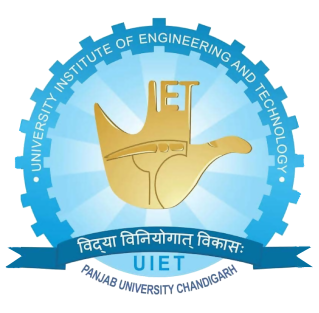 • UNIVERSITY INSTITUTE OF ENGINEERING AND TECHNOLOGY •
UIET
विद्या विनियोगात् विकासः
UIET
PANJAB UNIVERSITY CHANDIGARH